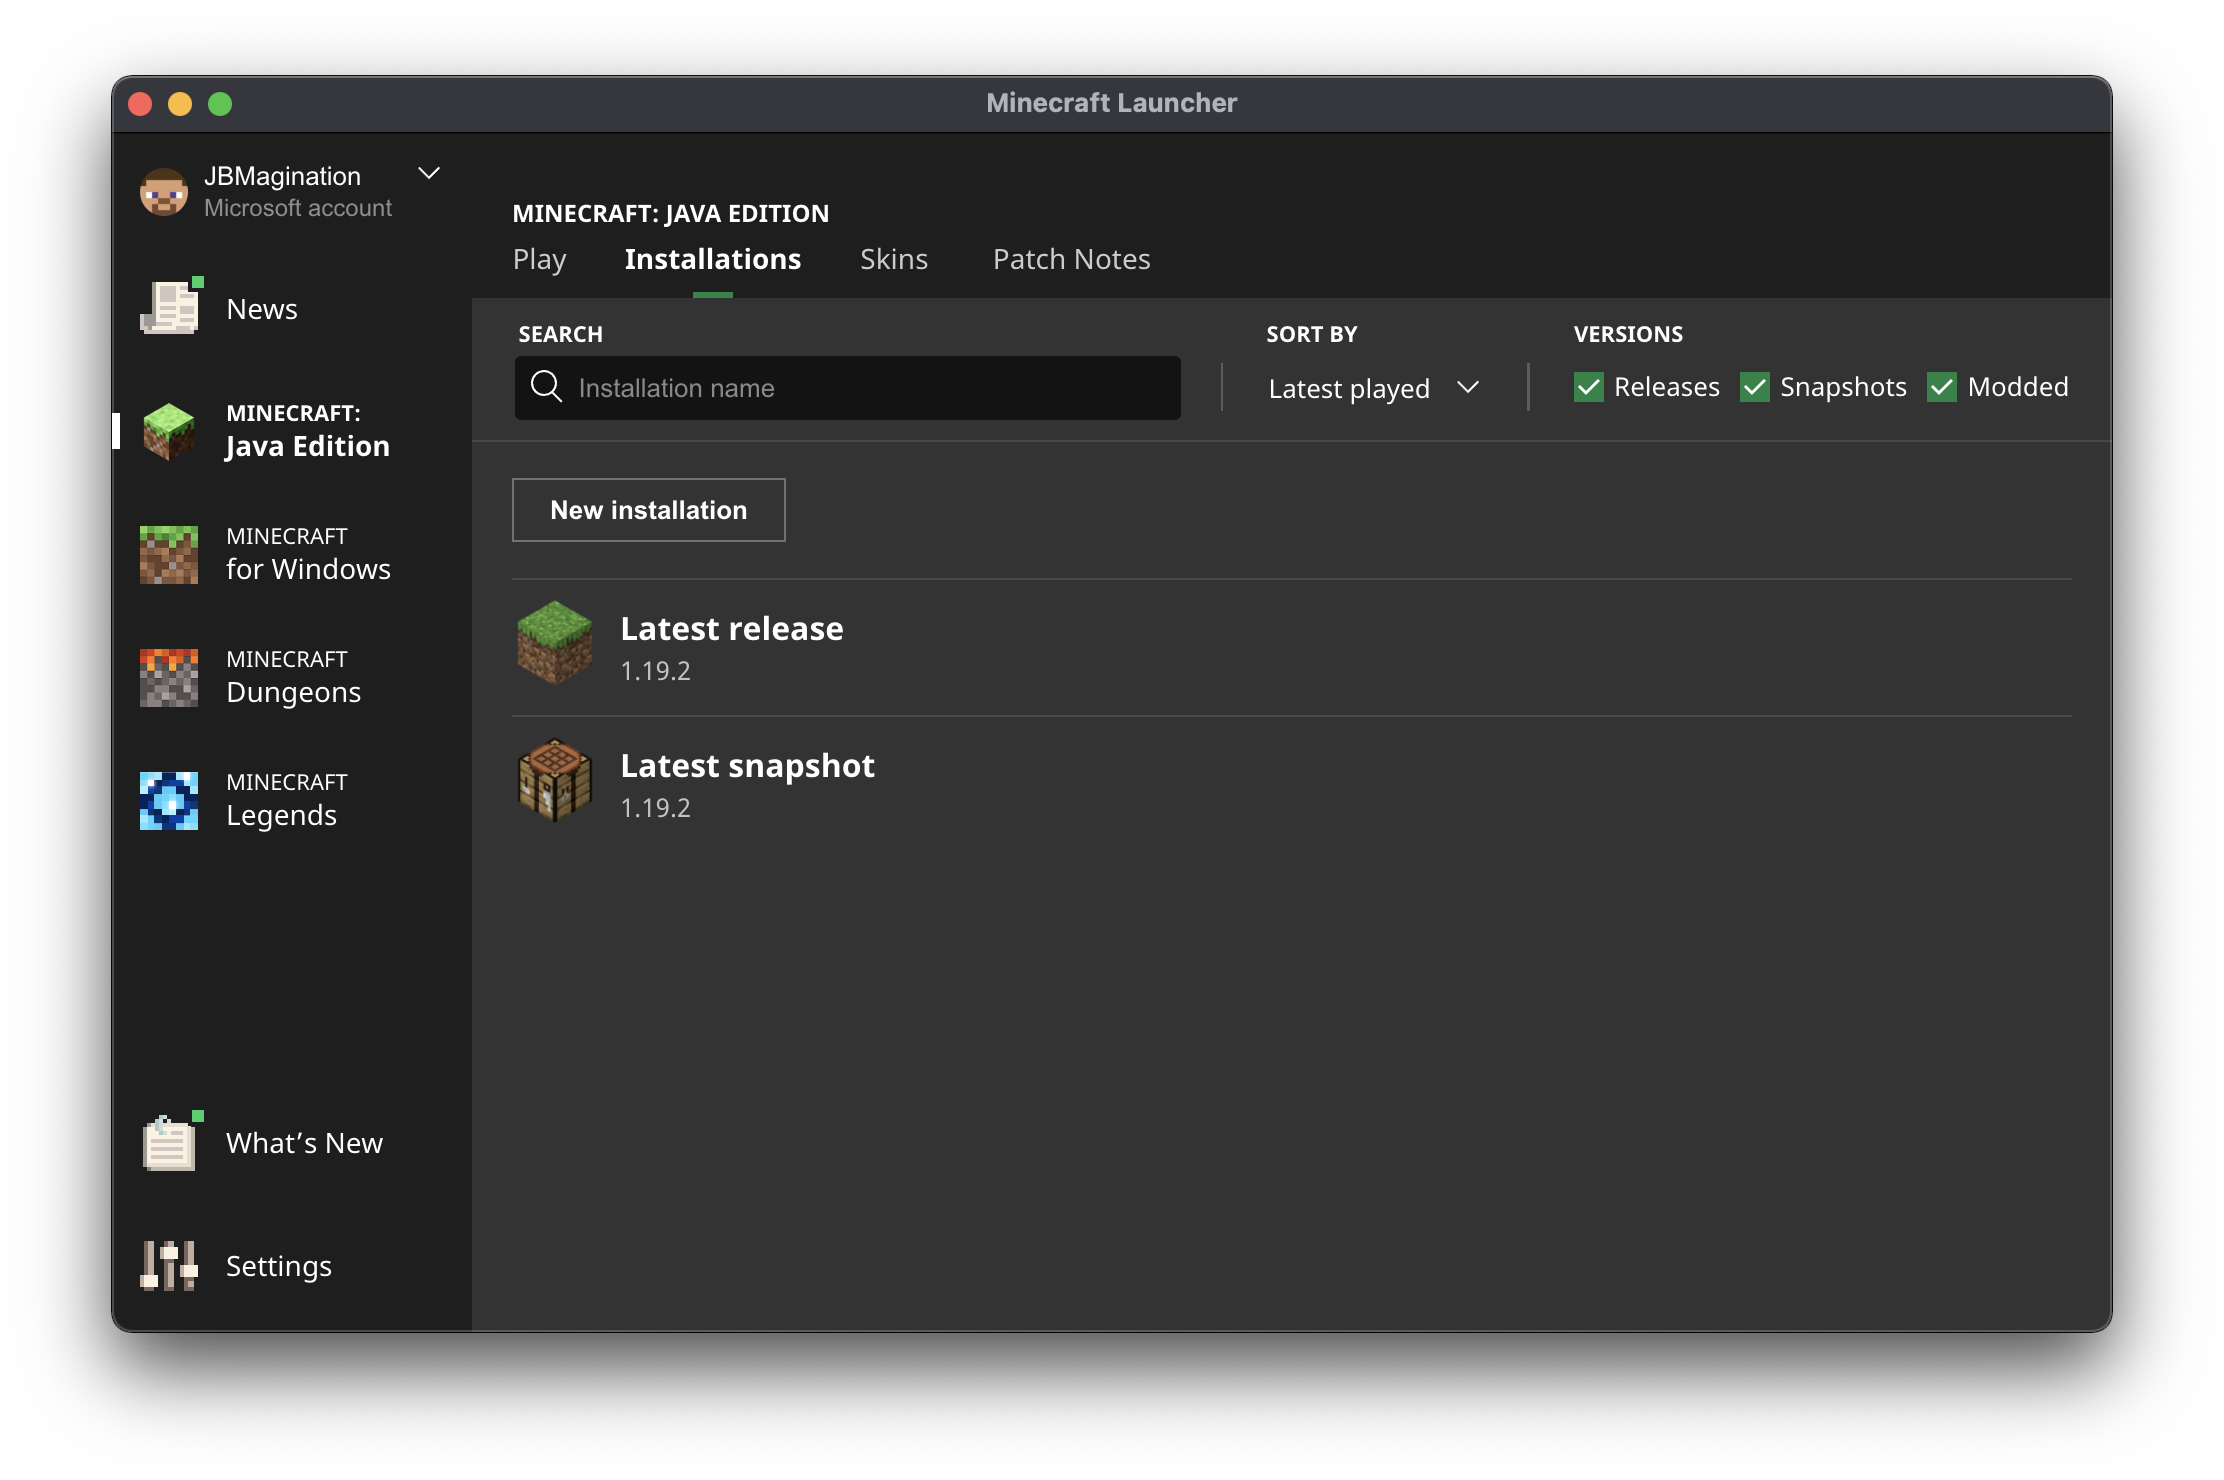 Minecraft Launcher
JBMagination
Microsoft account
News
MINECRAFT:
Java Edition
MINECRAFT
for Windows
MINECRAFT
Dungeons
MINECRAFT
Legends
What’s New
Settings
MINECRAFT: JAVA EDITION
Play Installations Skins Patch Notes
SEARCH SORT BY VERSIONS
Installation name Latest played Releases Snapshots Modded
New installation
Latest release
1.19.2
Latest snapshot
1.19.2